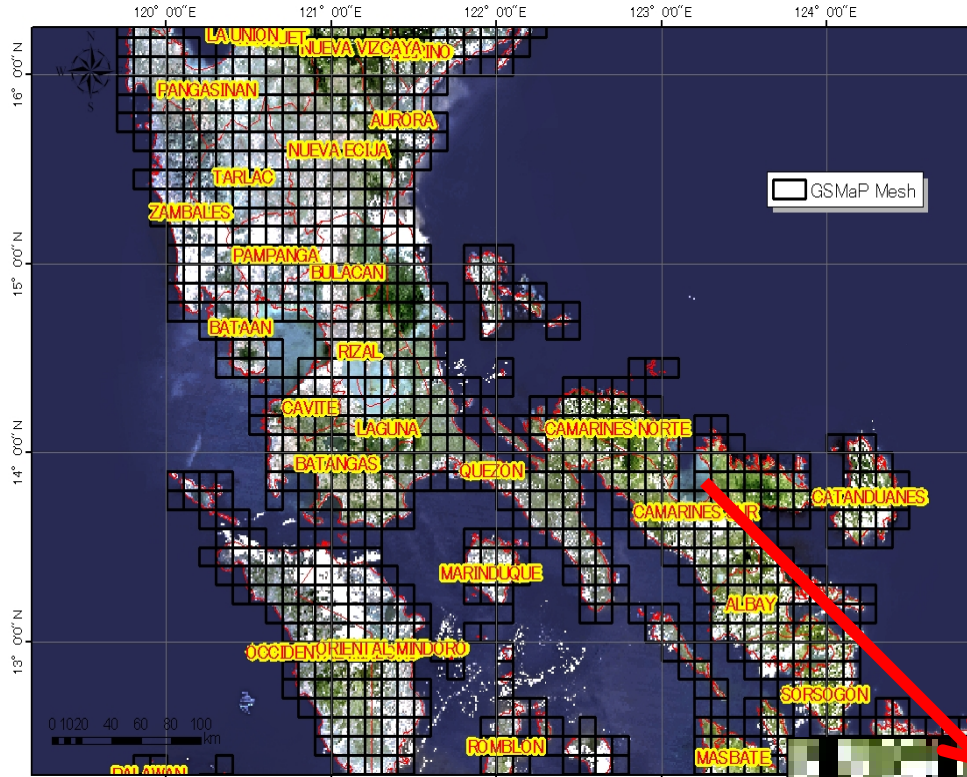 120° 0'0″E 121° 0'0″E 122° 0'0″E 123° 0'0″E 124° 0'0″E
N
W
S
16° 0'0″N
15° 0'0″N
14° 0'0″N
13° 0'0″N
LA UNION
NUEVA VIZCAYA
PANGASINAN
AURORA
NUEVA ECIJA
TARLAC
GSMaP Mesh
ZAMBALES
PAMPANGA
BULACAN
BATAAN
RIZAL
CAVITE
LAGUNA
CAMARINES NORTE
BATANGAS
QUEZON
CATANDUANES
CAMARINES
MARINDUQUE
ALBAY
ORIENTAL MINDORO
SORSOGON
0 10 20 40 60 80 100
km
ROMBLON
MASBATE
PALAWAN